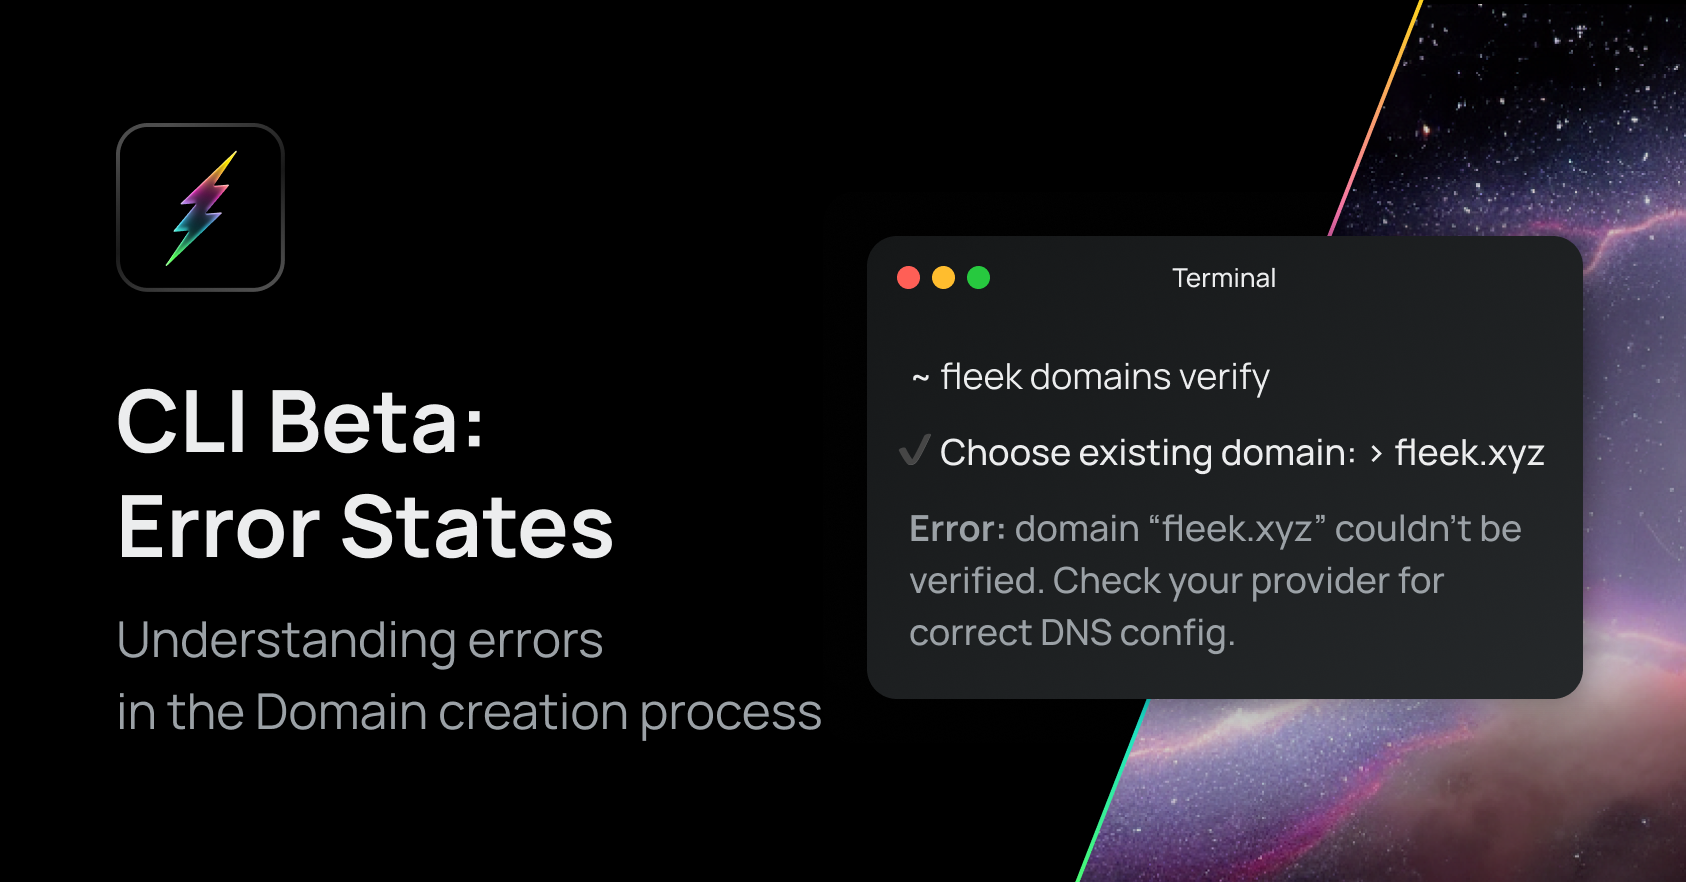 CLI Beta:
Error States
Understanding errors
in the Domain creation process
Terminal
~ fleek domains verify
✔ Choose existing domain: › fleek.xyz
Error: domain “fleek.xyz” couldn’t be
verified. Check your provider for
correct DNS config.